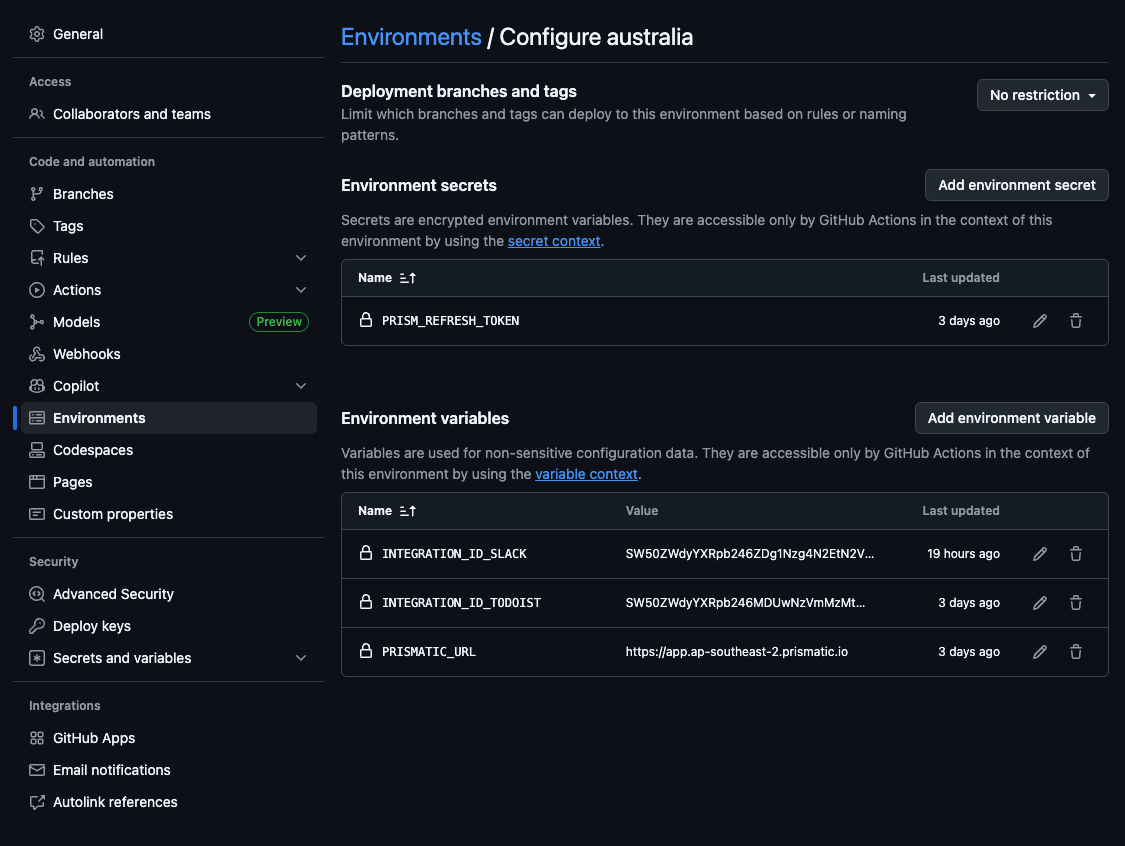 General
Access
Collaborators and teams
Code and automation
Branches
Tags
Rules
Actions
Models Preview
Webhooks
Copilot
Environments
Codespaces
Pages
Custom properties
Security
Advanced Security
Deploy keys
Secrets and variables
Integrations
GitHub Apps
Email notifications
Autolink references
Environments / Configure australia
Deployment branches and tags
No restriction
Limit which branches and tags can deploy to this environment based on rules or naming
patterns.
Environment secrets
Add environment secret
Secrets are encrypted environment variables. They are accessible only by GitHub Actions in the context of this
environment by using the secret context.
Name Last updated
PRISM_REFRESH_TOKEN 3 days ago
Environment variables
Add environment variable
Variables are used for non-sensitive configuration data. They are accessible only by GitHub Actions in the context of
this environment by using the variable context.
Name Value Last updated
INTEGRATION_ID_SLACK SW50ZWdyYXRpb246ZDg1Nzg4N2EtN2V... 19 hours ago
INTEGRATION_ID_TODOIST SW50ZWdyYXRpb246MDUwNzVmMzMt... 3 days ago
PRISMATIC_URL https://app.ap-southeast-2.prismatic.io 3 days ago